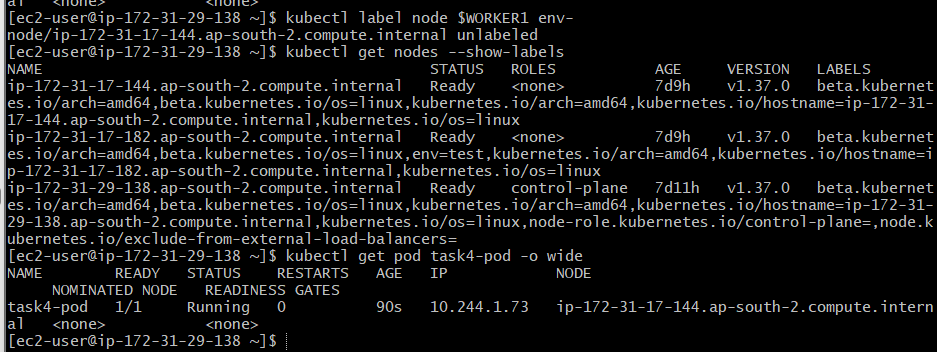 al   <none>           <none>
[ec2-user@ip-172-31-29-138 ~]$ kubectl label node $WORKER1 env-
node/ip-172-31-17-144.ap-south-2.compute.internal unlabeled
[ec2-user@ip-172-31-29-138 ~]$ kubectl get nodes --show-labels
NAME                                            STATUS   ROLES           AGE     VERSION   LABELS
ip-172-31-17-144.ap-south-2.compute.internal   Ready    <none>          7d9h    v1.37.0   beta.kubernet
es.io/arch=amd64,beta.kubernetes.io/os=linux,kubernetes.io/arch=amd64,kubernetes.io/hostname=ip-172-31-
17-144.ap-south-2.compute.internal,kubernetes.io/os=linux
ip-172-31-17-182.ap-south-2.compute.internal   Ready    <none>          7d9h    v1.37.0   beta.kubernet
es.io/arch=amd64,beta.kubernetes.io/os=linux,env=test,kubernetes.io/arch=amd64,kubernetes.io/hostname=i
p-172-31-17-182.ap-south-2.compute.internal,kubernetes.io/os=linux
ip-172-31-29-138.ap-south-2.compute.internal   Ready    control-plane   7d11h   v1.37.0   beta.kubernet
es.io/arch=amd64,beta.kubernetes.io/os=linux,kubernetes.io/arch=amd64,kubernetes.io/hostname=ip-172-31-
29-138.ap-south-2.compute.internal,kubernetes.io/os=linux,node-role.kubernetes.io/control-plane=,node.k
ubernetes.io/exclude-from-external-load-balancers=
[ec2-user@ip-172-31-29-138 ~]$ kubectl get pod task4-pod -o wide
NAME        READY   STATUS    RESTARTS   AGE   IP            NODE
      NOMINATED NODE   READINESS GATES
task4-pod   1/1     Running   0          90s   10.244.1.73   ip-172-31-17-144.ap-south-2.compute.intern
al   <none>           <none>
[ec2-user@ip-172-31-29-138 ~]$